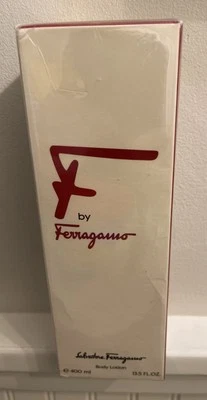 F
by
Ferragamo
Salvatore Ferragamo
Body Lotion
℮ 400 ml 13.5 FL.OZ.